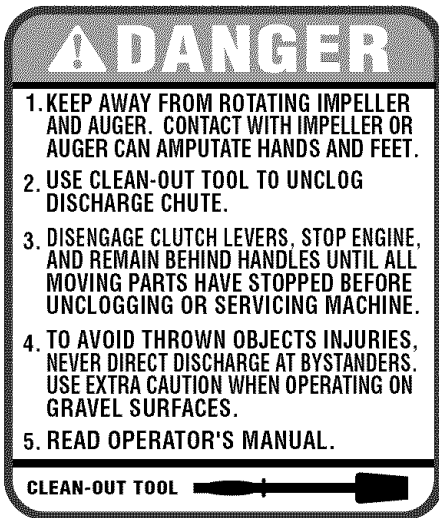 DANGER
1. KEEP AWAY FROM ROTATING IMPELLER
AND AUGER. CONTACT WITH IMPELLER OR
AUGER CAN AMPUTATE HANDS AND FEET.
2. USE CLEAN-OUT TOOL TO UNCLOG
DISCHARGE CHUTE.
3. DISENGAGE CLUTCH LEVERS, STOP ENGINE,
AND REMAIN BEHIND HANDLES UNTIL ALL
MOVING PARTS HAVE STOPPED BEFORE
UNCLOGGING OR SERVICING MACHINE.
4. TO AVOID THROWN OBJECTS INJURIES,
NEVER DIRECT DISCHARGE AT BYSTANDERS.
USE EXTRA CAUTION WHEN OPERATING ON
GRAVEL SURFACES.
5. READ OPERATOR'S MANUAL.
CLEAN-OUT TOOL